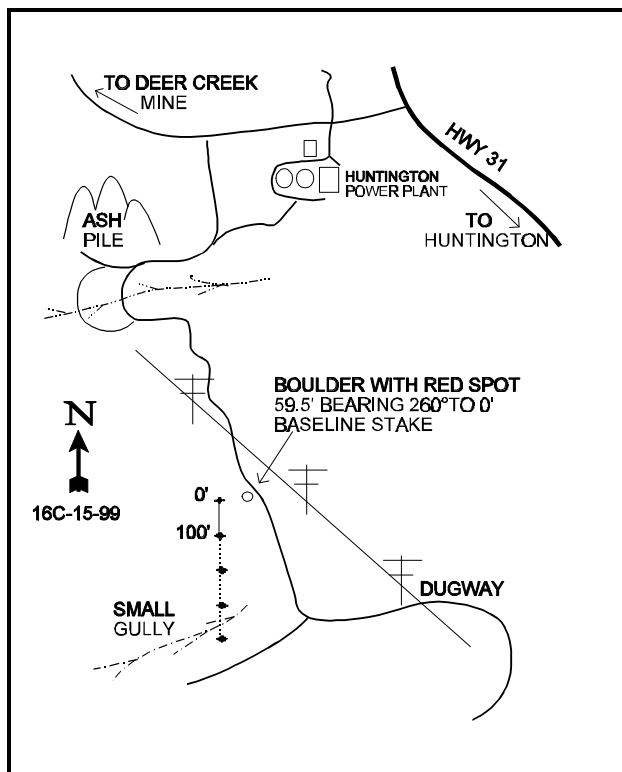 TO DEER CREEK
MINE
HWY 31
HUNTINGTON
POWER PLANT
ASH
PILE
TO
HUNTINGTON
BOULDER WITH RED SPOT
59.5' BEARING 260°TO 0'
BASELINE STAKE
N
16C-15-99
0'
100'
SMALL
GULLY
DUGWAY